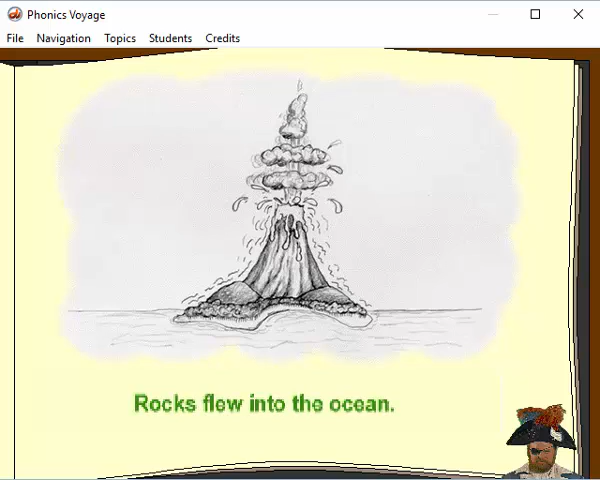 Phonics Voyage
File Navigation Topics Students Credits
Rocks flew into the ocean.